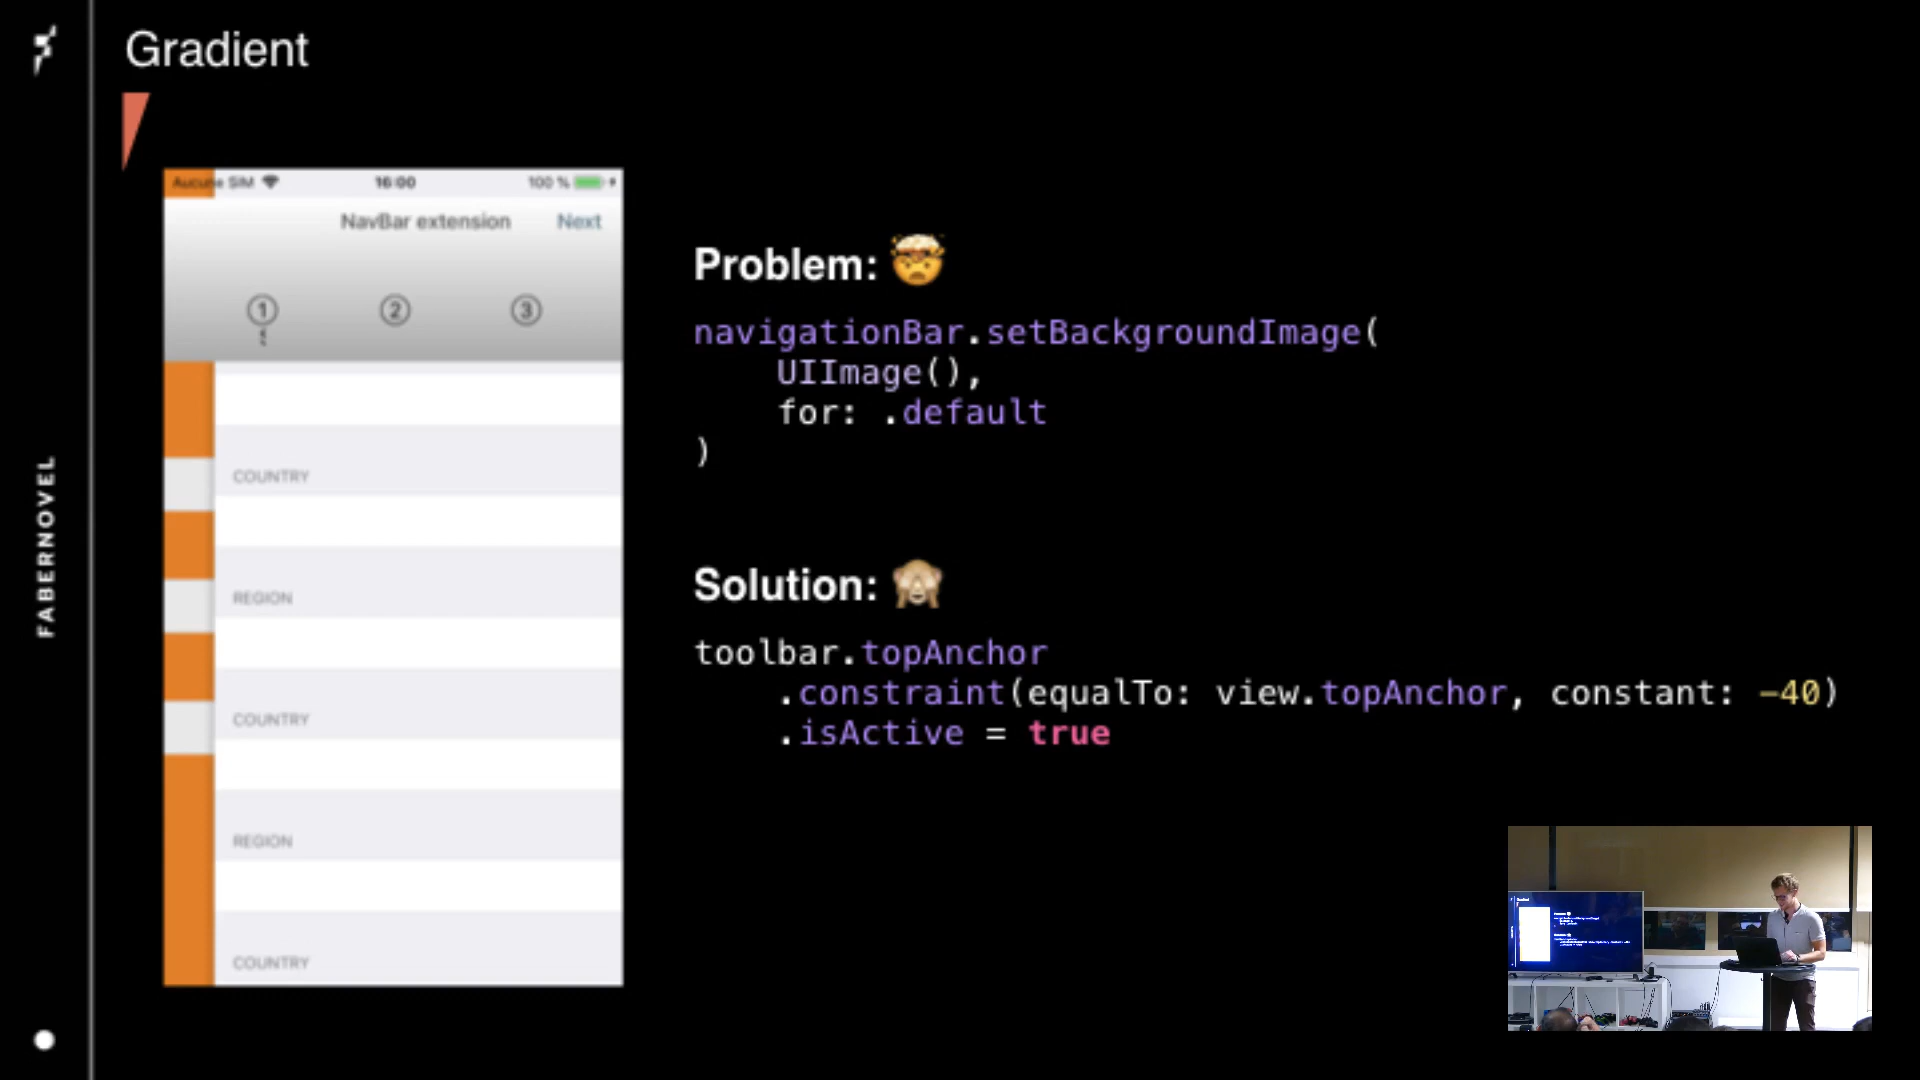 Gradient
FABERNOVEL
Aucune SIM 16:00 100 %
NavBar extension Next
1 2 3
COUNTRY
REGION
COUNTRY
REGION
COUNTRY
Problem: 🤯
navigationBar.setBackgroundImage(
UIImage(),
for: .default
)
Solution: 🙈
toolbar.topAnchor
.constraint(equalTo: view.topAnchor, constant: -40)
.isActive = true